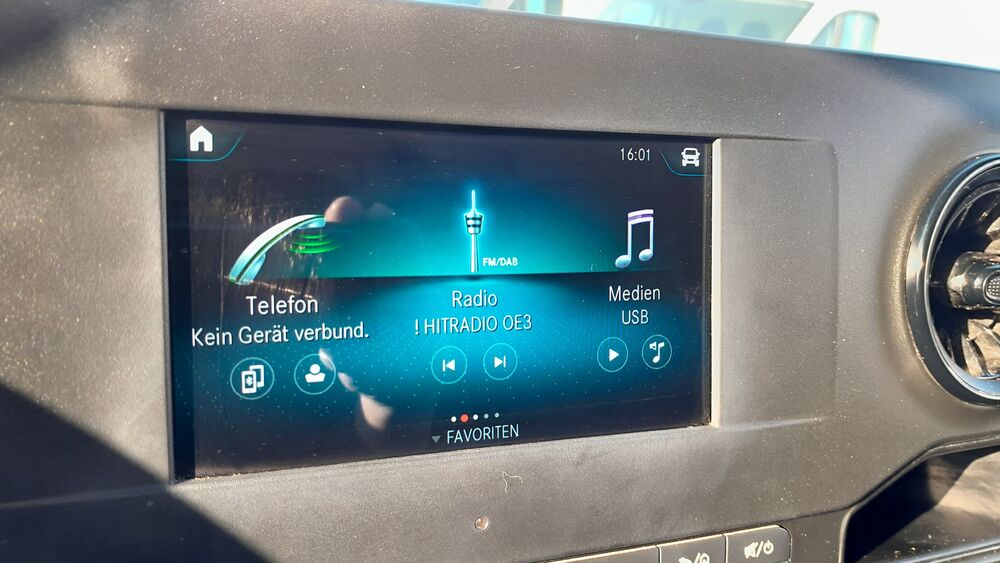 16:01
FM/DAB
Telefon
Kein Gerät verbund.
Radio
! HITRADIO OE3
Medien
USB
FAVORITEN